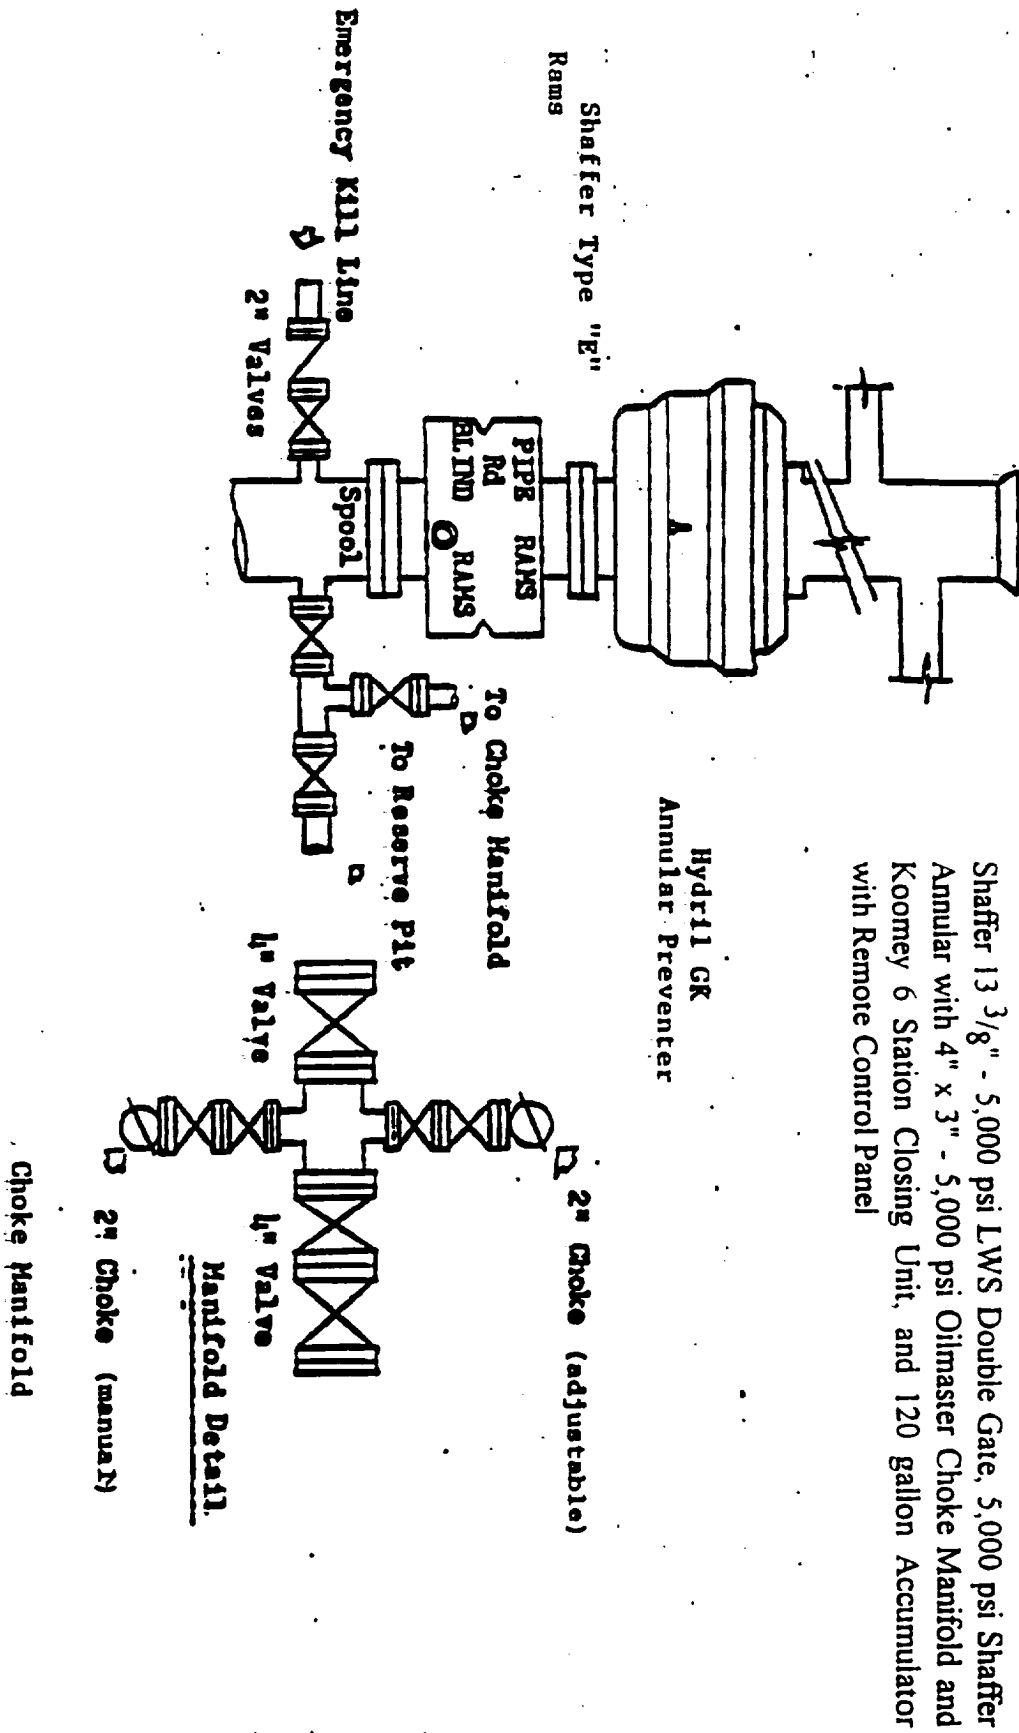 Shaffer 13 3/8" - 5,000 psi LWS Double Gate, 5,000 psi Shaffer
Annular with 4" x 3" - 5,000 psi Oilmaster Choke Manifold and
Koomey 6 Station Closing Unit, and 120 gallon Accumulator
with Remote Control Panel
Hydril GK
Annular Preventer
Shaffer Type "E"
Rams
PIPE RAMS
Rd
BLIND RAMS
Spool
Emergency Kill Line
2" Valves
To Choke Manifold
To Reserve Pit
4" Valve
4" Valve
2" Choke (adjustable)
2" Choke (manual)
Manifold Detail
Choke Manifold